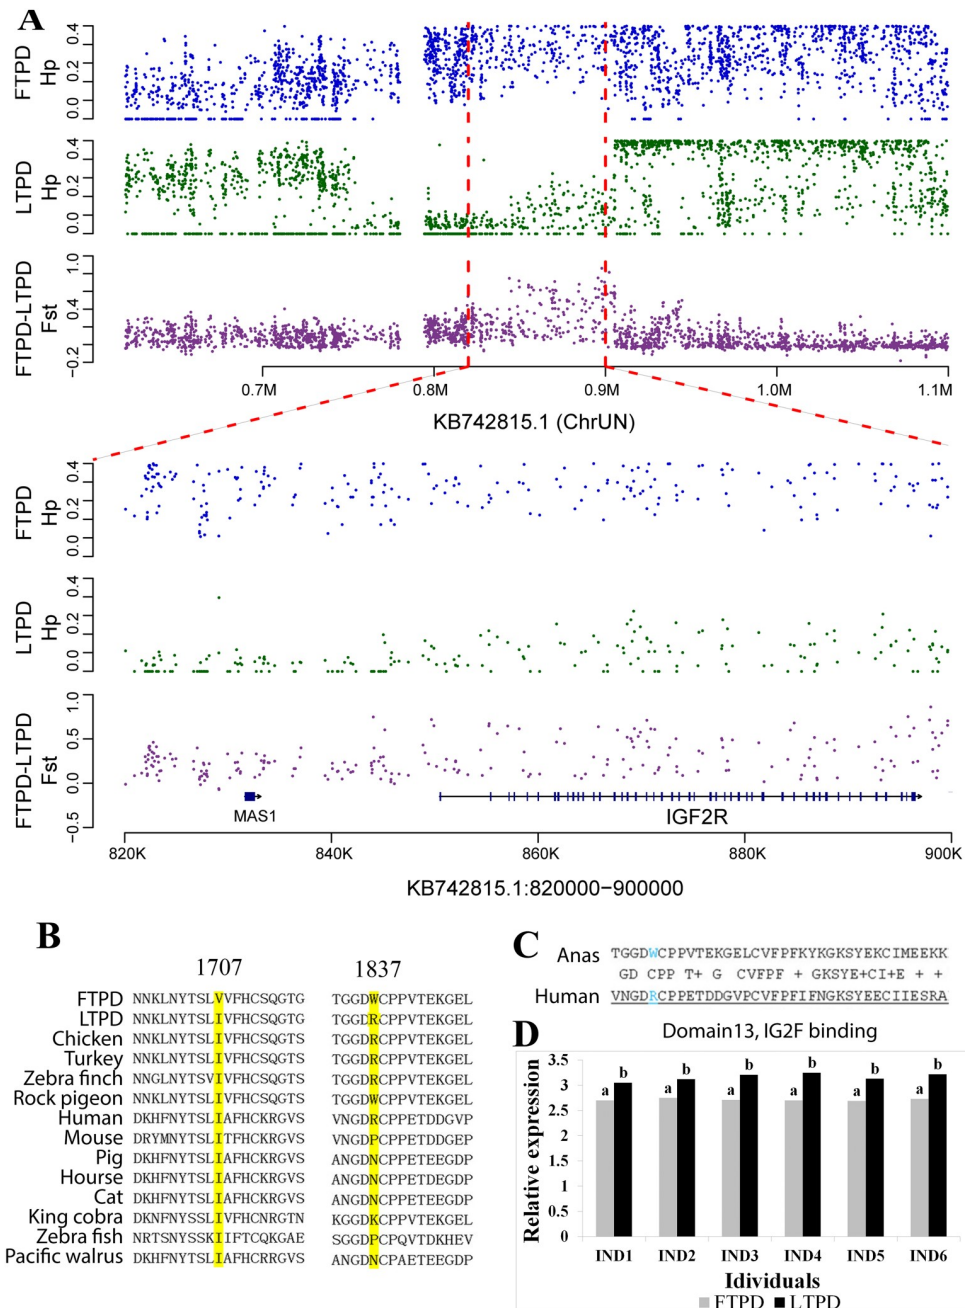 A
FTPD
Hp
0.0 0.2 0.4
LTPD
Hp
0.0 0.2 0.4
FTPD-LTPD
Fst
−0.2 0.4 1.0
0.7M 0.8M 0.9M 1.0M 1.1M
KB742815.1 (ChrUN)
FTPD
Hp
0.0 0.2 0.4
LTPD
Hp
0.0 0.2 0.4
FTPD-LTPD
Fst
−0.5 0.0 0.5 1.0
MAS1 IGF2R
820K 840K 860K 880K 900K
KB742815.1:820000−900000
B
1707 1837
FTPD NNKLNYTSLVVFHCSQGTG TGGDWCPPVTEKGEL
LTPD NNKLNYTSLIVFHCSQGTG TGGDRCPPVTEKGEL
Chicken NNKLNYTSLIVFHCSQGTS TGGDRCPPVTEKGEL
Turkey NNKLNYTSLIVFHCSQGTS TGGDRCPPVTEKGEL
Zebra finch NNGLNYTSVIVFHCSQGTS TGGDRCPPVTEKGEL
Rock pigeon NNKLNYTSLIVFHCSQGTS TGGDWCPPVTEKGEL
Human DKHFNYTSLIAFHCKRGVS VNGDRCPPETDDGVP
Mouse DRYMNYTSLITFHCKRGVS VNGDPCPPETDDGEP
Pig DKHFNYTSLIAFHCKRGVS ANGDNCPPETEEGDP
Hourse DKHFNYTSLIAFHCKRGVS ANGDNCPPETDEGDP
Cat DKHFNYTSLIAFHCKRGVS ANGDNCPPETEEGDP
King cobra DKNFNYSSLIVFHCNRGTN KGGDKCPPVTEKGEL
Zebra fish NRTSNYSSKIIFTCQKGAE SGGDPCPQVTDKHEV
Pacific walrus DKHFNYTSLIAFHCRRGVS ANGDNCPAETEEGDP
C
Anas TGGDWCPPVTEKGELCVFPFKYKGKSYEKCIMEEKK
GD CPP T+ G CVFPF + GKSYE+CI+E + +
Human VNGDRCPPETDDGVPCVFPFIFNGKSYEECIIESRA
D
Domain13, IG2F binding
Relative expression
3.5
3
2.5
2
1.5
1
0.5
0
a b a b a b a b a b a b
IND1 IND2 IND3 IND4 IND5 IND6
Idividuals
FTPD LTPD